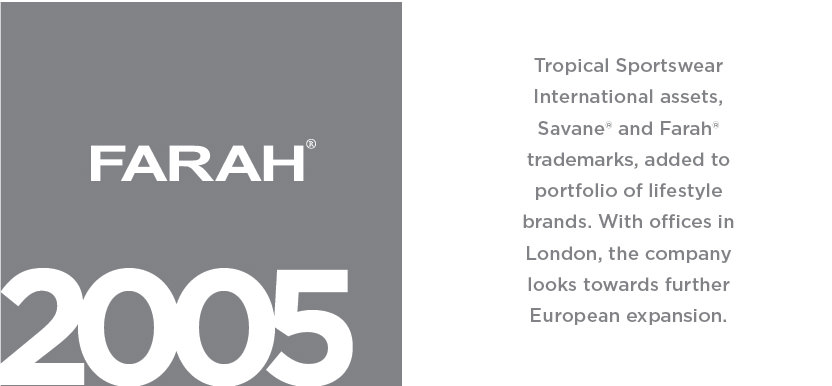 FARAH®
2005
Tropical Sportswear
International assets,
Savane® and Farah®
trademarks, added to
portfolio of lifestyle
brands. With offices in
London, the company
looks towards further
European expansion.